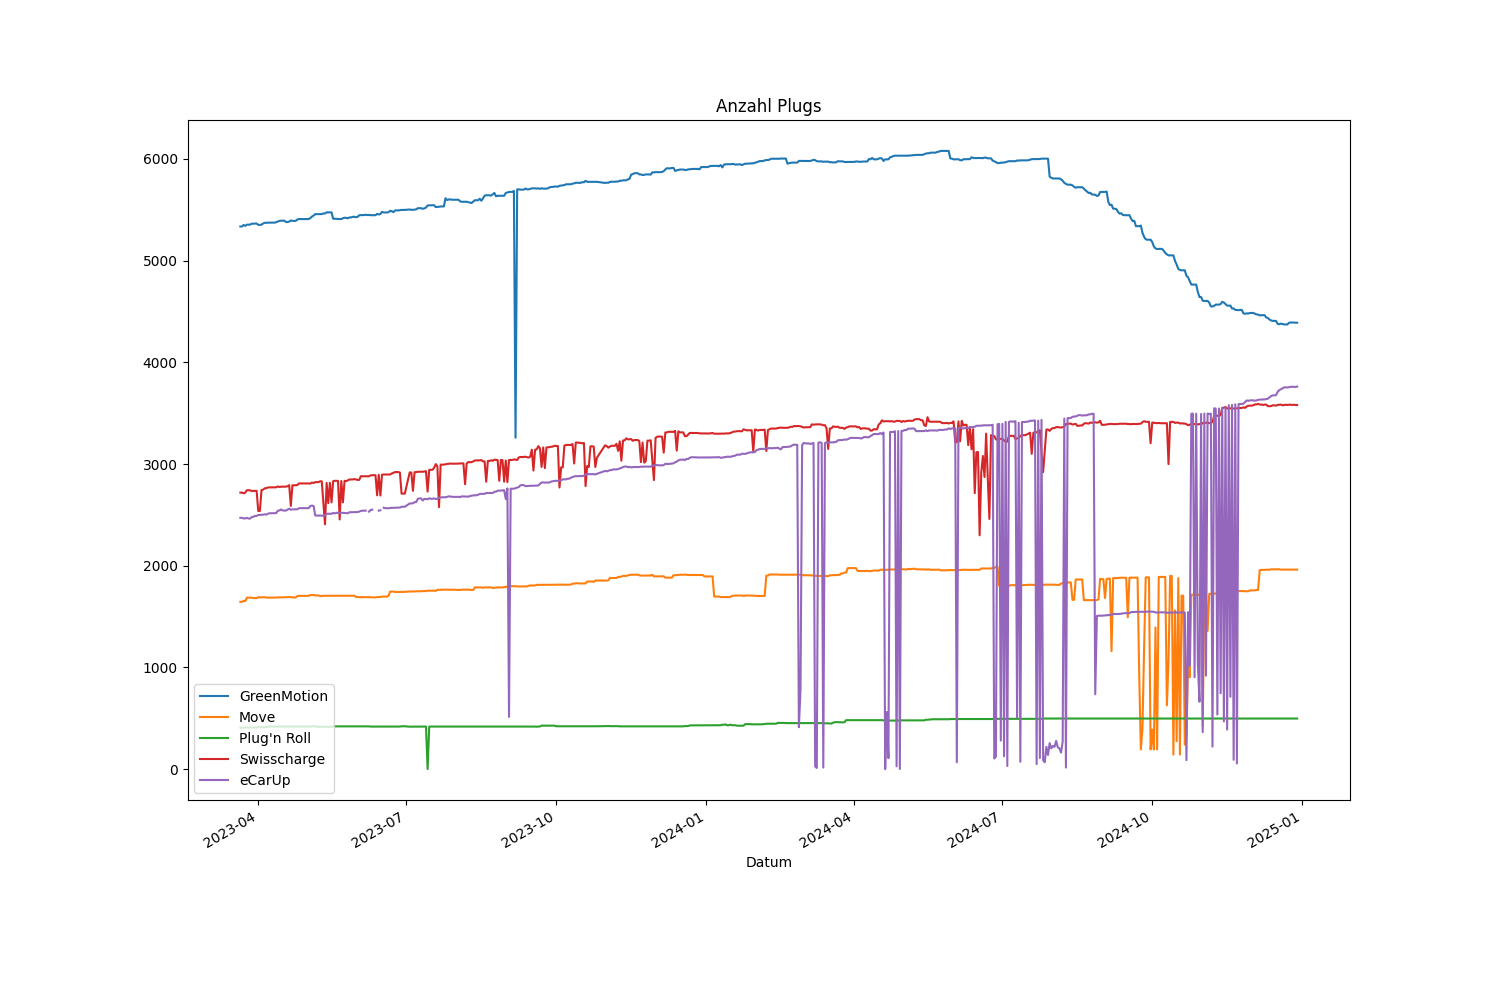 Anzahl Plugs
6000
5000
4000
3000
2000
1000
0
GreenMotion
Move
Plug'n Roll
Swisscharge
eCarUp
2023-04
2023-07
2023-10
2024-01
2024-04
2024-07
2024-10
2025-01
Datum